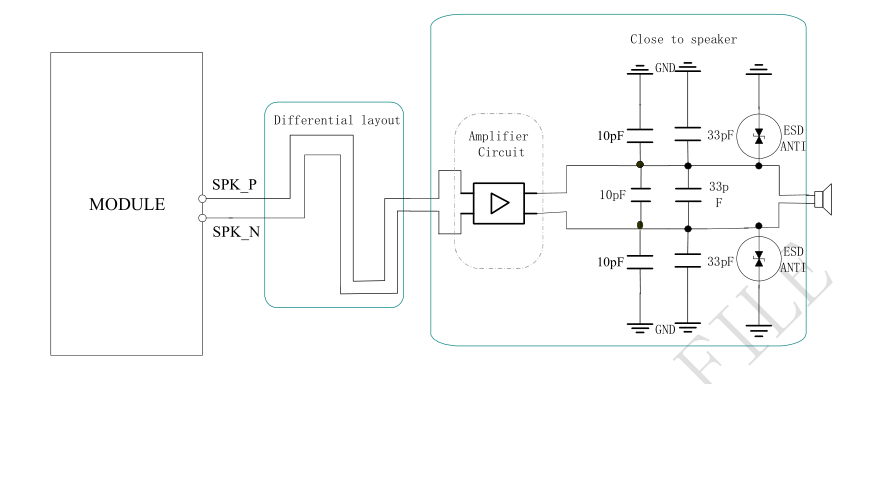 Close to speaker
GND
Differential layout
Amplifier
Circuit
10pF
33pF
ESD
ANTI
SPK_P
MODULE
10pF
33p
F
SPK_N
10pF
33pF
ESD
ANTI
GND
FILE